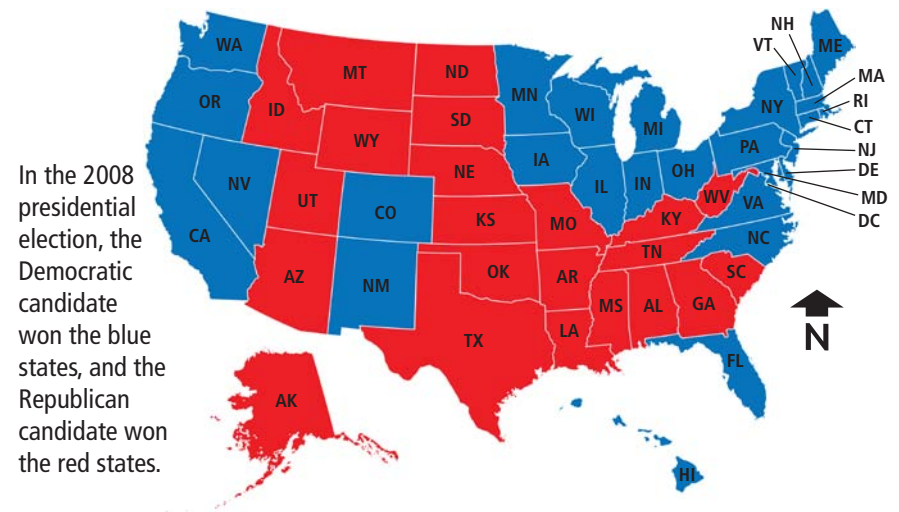 In the 2008
presidential
election, the
Democratic
candidate
won the blue
states, and the
Republican
candidate won
the red states.
WA
OR
CA
NV
ID
MT
WY
UT
AZ
CO
NM
ND
SD
NE
KS
OK
TX
MN
IA
MO
AR
LA
WI
IL
MI
IN
OH
KY
TN
MS
AL
GA
FL
SC
NC
VA
WV
PA
NY
VT
NH
ME
MA
RI
CT
NJ
DE
MD
DC
AK
HI
N